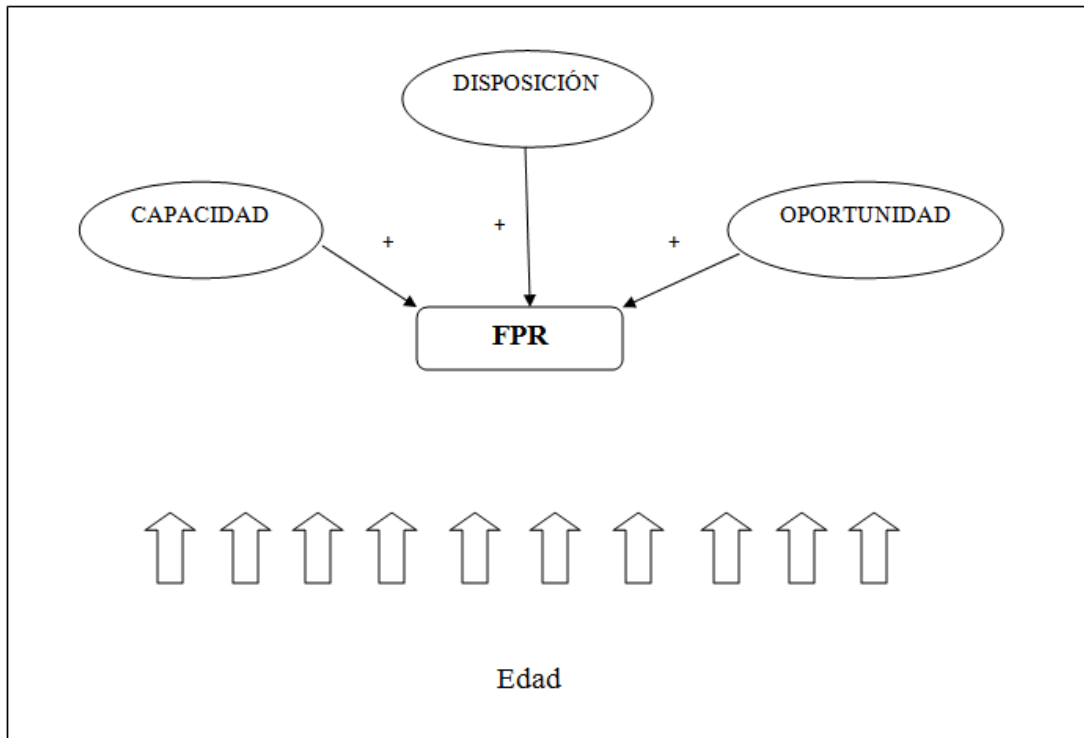 DISPOSICIÓN
CAPACIDAD
OPORTUNIDAD
+
+
+
FPR
Edad